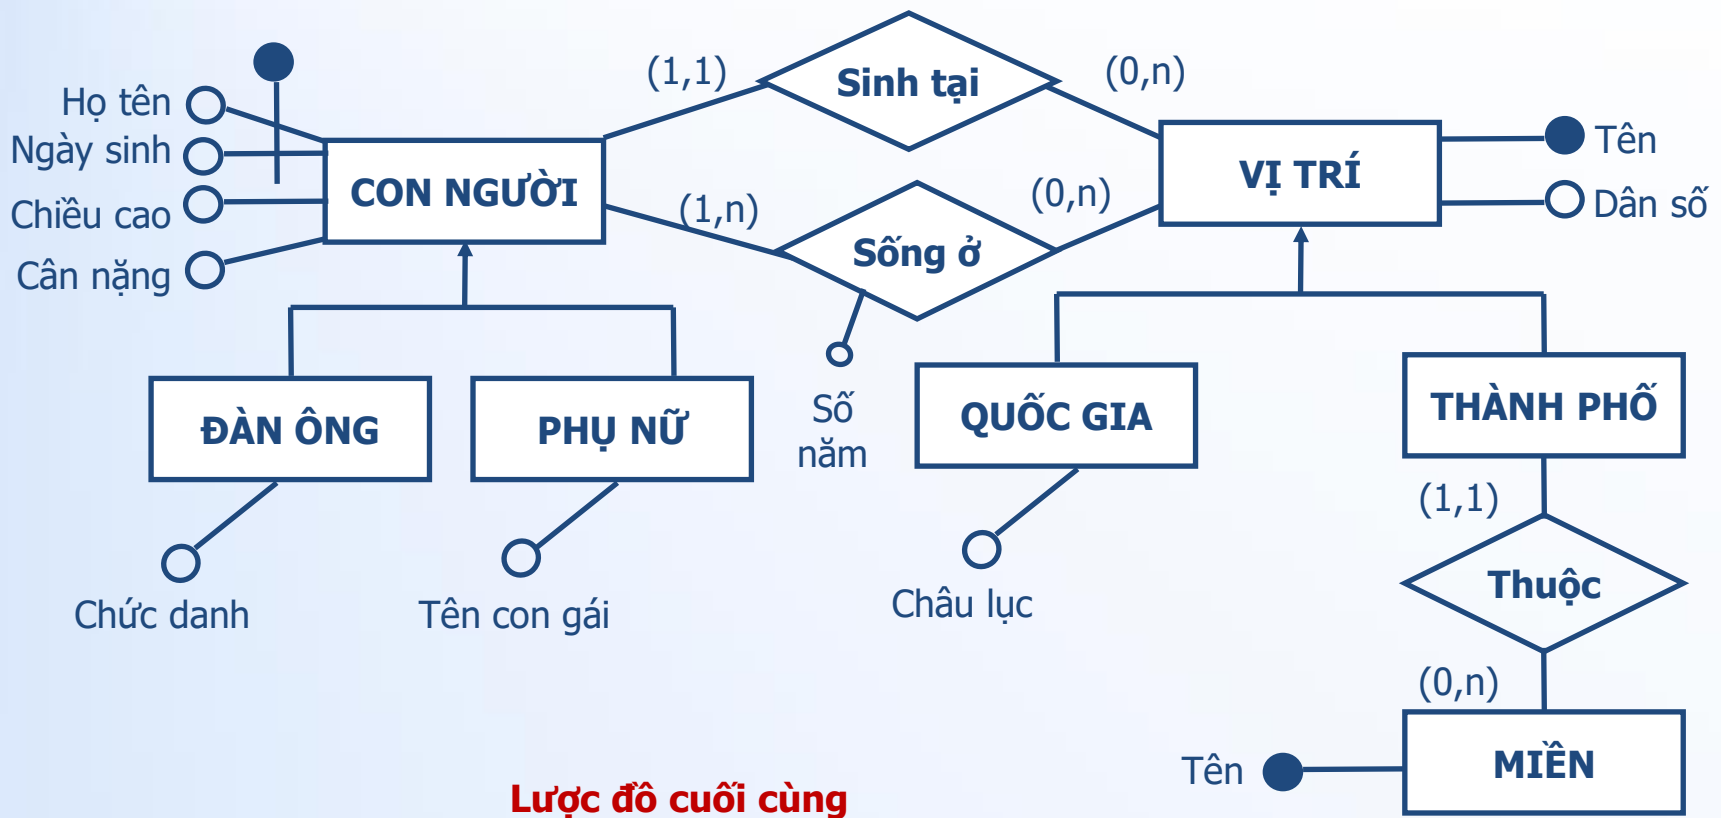 (1,1)
Sinh tại
(0,n)
Họ tên
Ngày sinh
Chiều cao
Cân nặng
CON NGƯỜI
VỊ TRÍ
Tên
Dân số
(1,n)
Sống ở
(0,n)
Số
năm
ĐÀN ÔNG
PHỤ NỮ
QUỐC GIA
THÀNH PHỐ
Chức danh
Tên con gái
Châu lục
(1,1)
Thuộc
(0,n)
Tên
MIỀN
Lược đồ cuối cùng